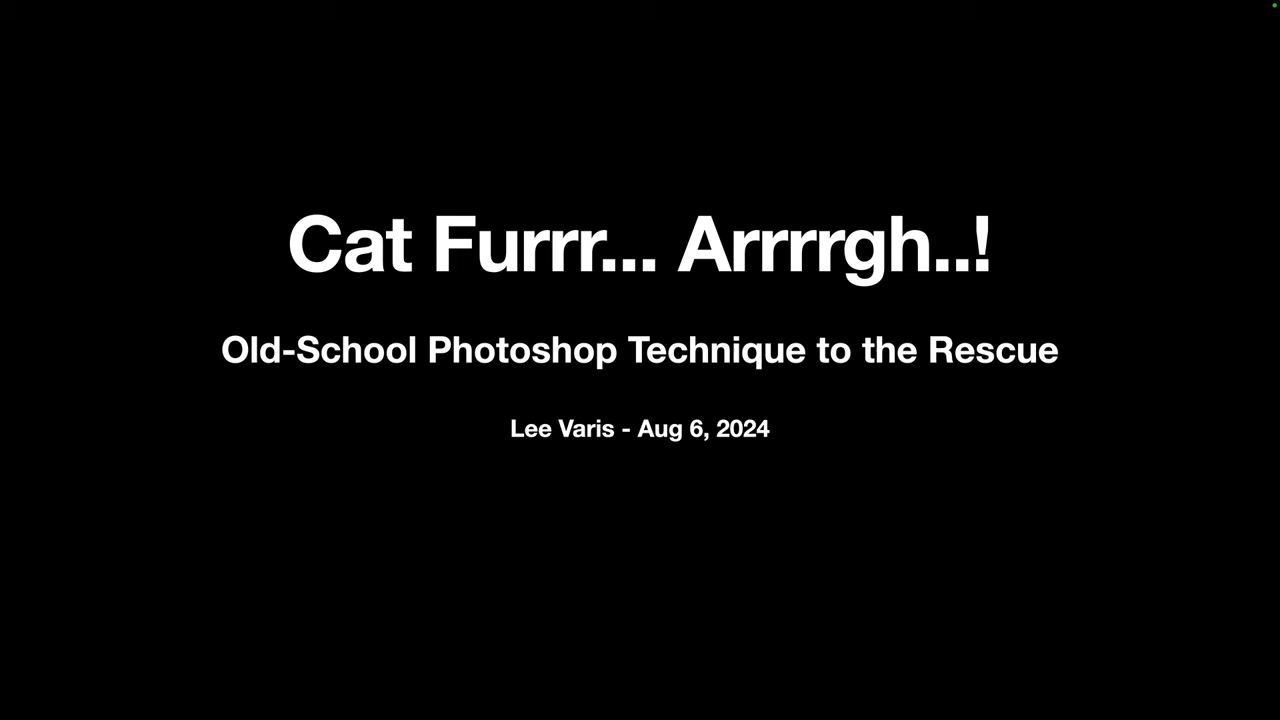 Cat Furrr... Arrrrgh..!
Old-School Photoshop Technique to the Rescue
Lee Varis - Aug 6, 2024